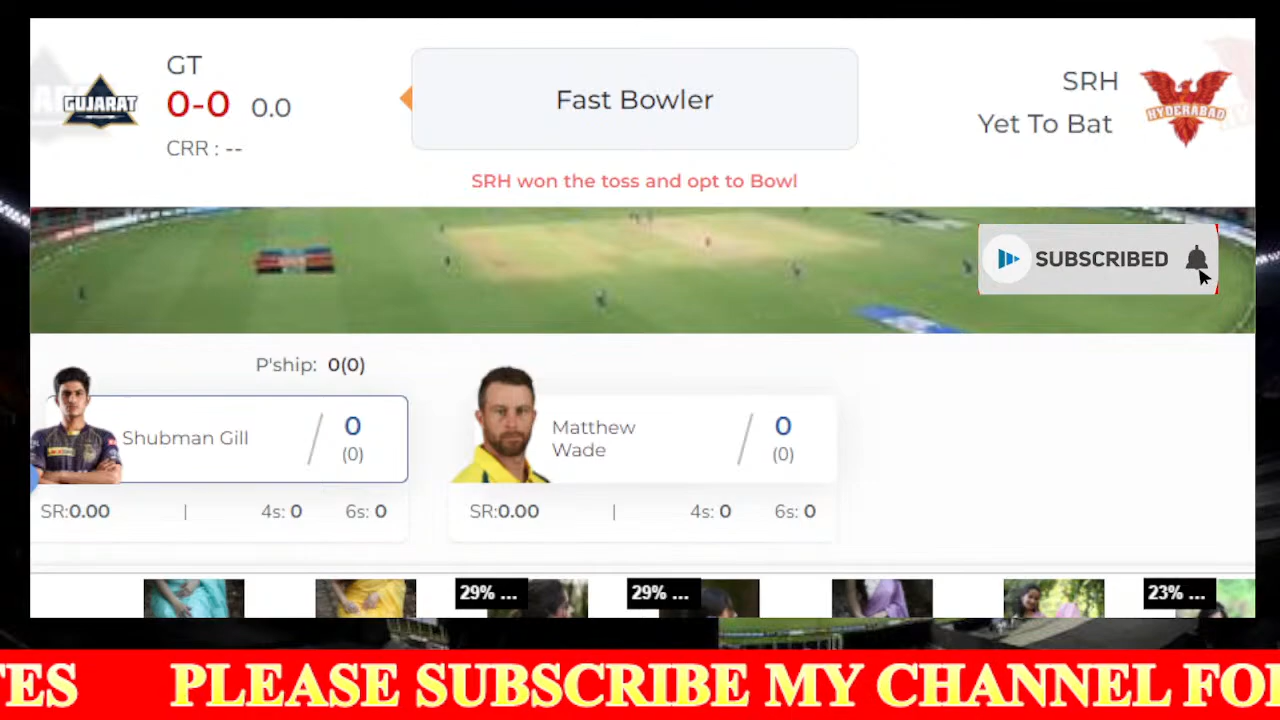 GT
0-0 0.0
CRR : --
GUJARAT
Fast Bowler
SRH won the toss and opt to Bowl
SRH
Yet To Bat
HYDERABAD
SUBSCRIBED
P'ship: 0(0)
Shubman Gill
0
(0)
SR:0.00 | 4s: 0 6s: 0
Matthew
Wade
0
(0)
SR:0.00 | 4s: 0 6s: 0
29% ...
29% ...
23% ...
TES PLEASE SUBSCRIBE MY CHANNEL FO